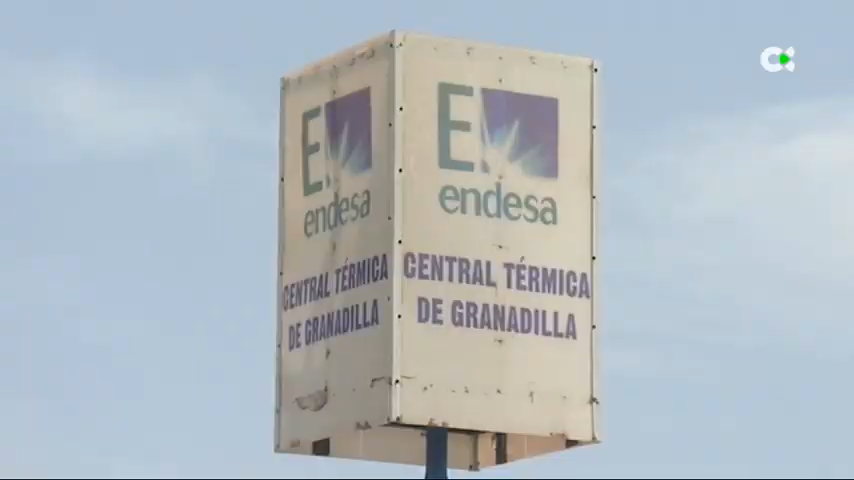 E
endesa
CENTRAL TÉRMICA
DE GRANADILLA
E
endesa
CENTRAL TÉRMICA
DE GRANADILLA